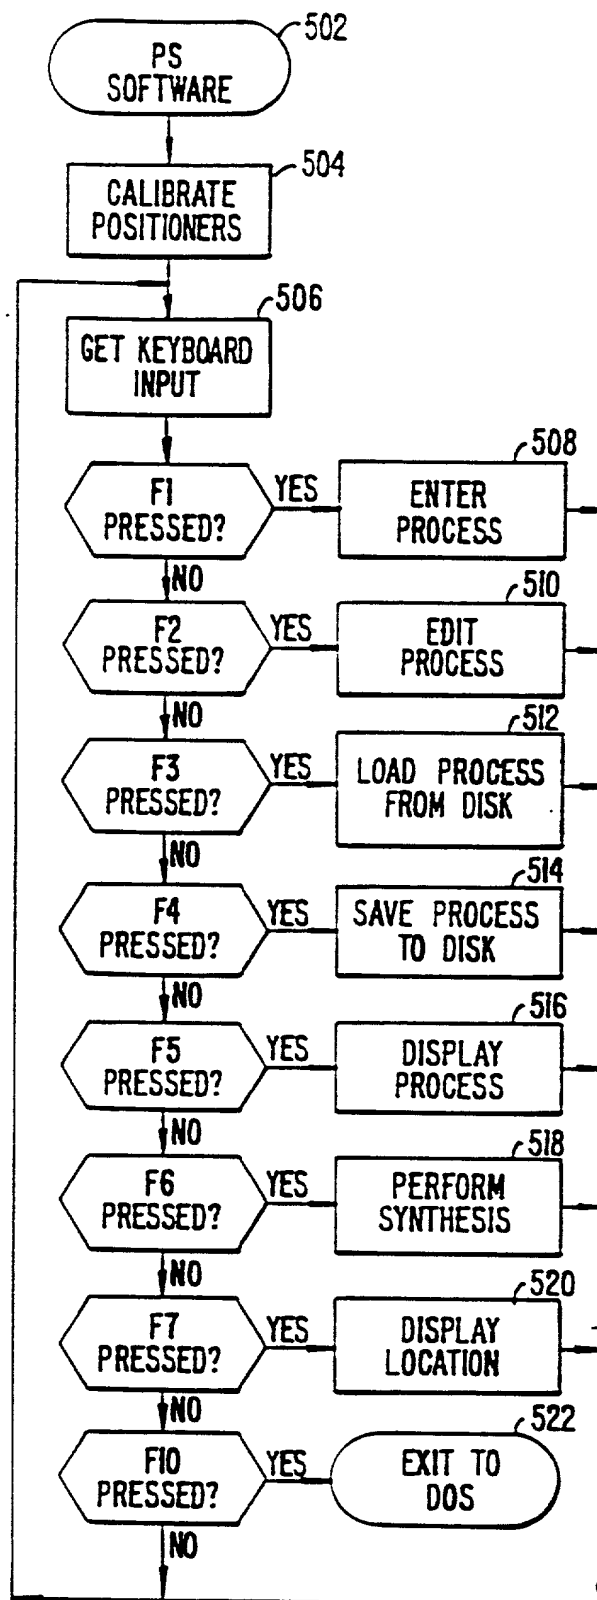 502
PS
SOFTWARE
504
CALIBRATE
POSITIONERS
506
GET KEYBOARD
INPUT
508
F1
PRESSED?
YES
ENTER
PROCESS
NO
510
F2
PRESSED?
YES
EDIT
PROCESS
NO
512
F3
PRESSED?
YES
LOAD PROCESS
FROM DISK
NO
514
F4
PRESSED?
YES
SAVE PROCESS
TO DISK
NO
516
F5
PRESSED?
YES
DISPLAY
PROCESS
NO
518
F6
PRESSED?
YES
PERFORM
SYNTHESIS
NO
520
F7
PRESSED?
YES
DISPLAY
LOCATION
NO
522
F10
PRESSED?
YES
EXIT TO
DOS
NO